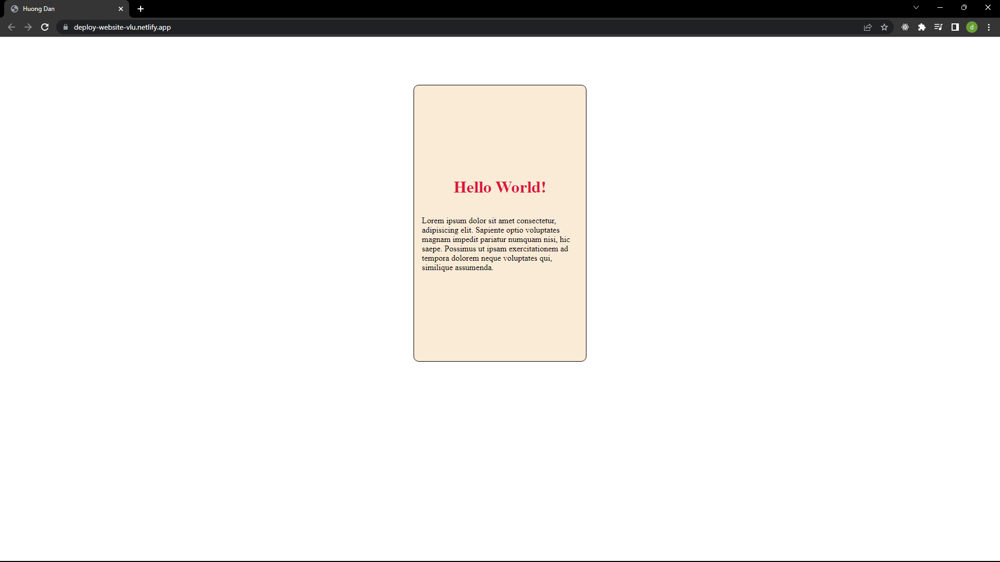 Huong Dan
deploy-website-vlu.netlify.app
d
Hello World!
Lorem ipsum dolor sit amet consectetur,
adipisicing elit. Sapiente optio voluptates
magnam impedit pariatur numquam nisi, hic
saepe. Possimus ut ipsam exercitationem ad
tempora dolorem neque voluptates qui,
similique assumenda.